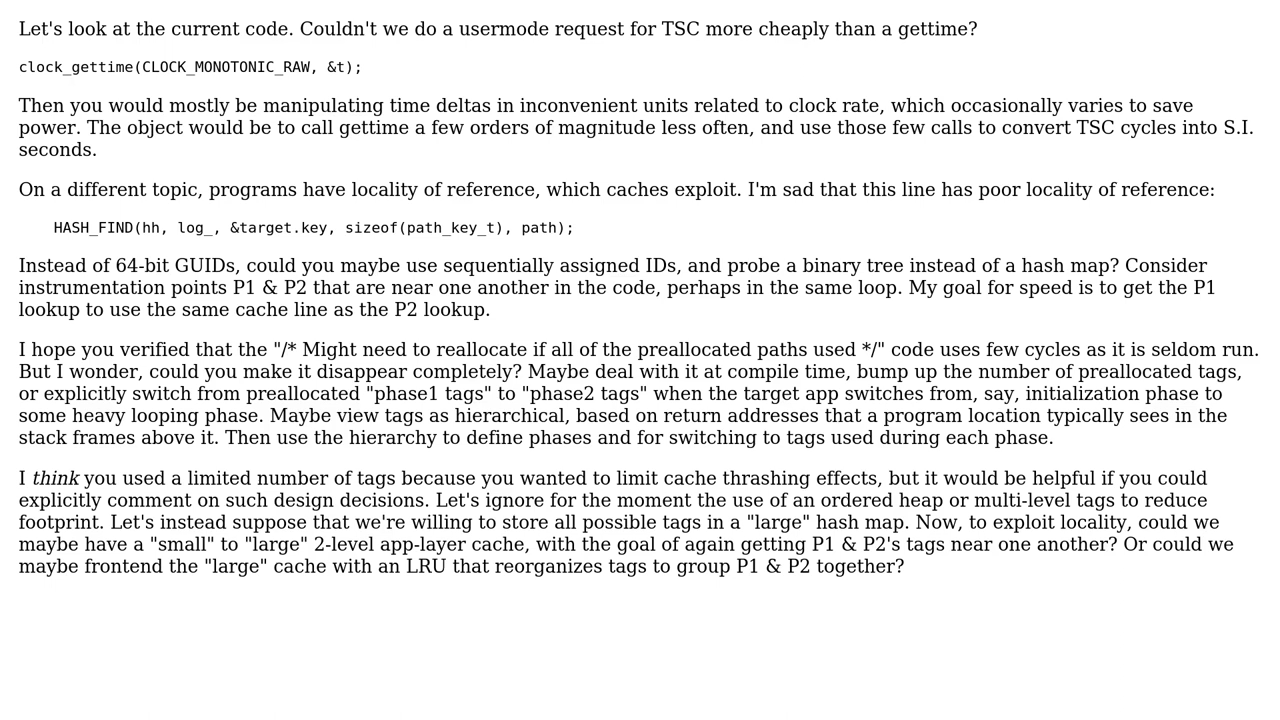 Let's look at the current code. Couldn't we do a usermode request for TSC more cheaply than a gettime?
clock_gettime(CLOCK_MONOTONIC_RAW, &t);
Then you would mostly be manipulating time deltas in inconvenient units related to clock rate, which occasionally varies to save
power. The object would be to call gettime a few orders of magnitude less often, and use those few calls to convert TSC cycles into S.I.
seconds.
On a different topic, programs have locality of reference, which caches exploit. I'm sad that this line has poor locality of reference:
HASH_FIND(hh, log_, &target.key, sizeof(path_key_t), path);
Instead of 64-bit GUIDs, could you maybe use sequentially assigned IDs, and probe a binary tree instead of a hash map? Consider
instrumentation points P1 & P2 that are near one another in the code, perhaps in the same loop. My goal for speed is to get the P1
lookup to use the same cache line as the P2 lookup.
I hope you verified that the "/* Might need to reallocate if all of the preallocated paths used */" code uses few cycles as it is seldom run.
But I wonder, could you make it disappear completely? Maybe deal with it at compile time, bump up the number of preallocated tags,
or explicitly switch from preallocated "phase1 tags" to "phase2 tags" when the target app switches from, say, initialization phase to
some heavy looping phase. Maybe view tags as hierarchical, based on return addresses that a program location typically sees in the
stack frames above it. Then use the hierarchy to define phases and for switching to tags used during each phase.
I think you used a limited number of tags because you wanted to limit cache thrashing effects, but it would be helpful if you could
explicitly comment on such design decisions. Let's ignore for the moment the use of an ordered heap or multi-level tags to reduce
footprint. Let's instead suppose that we're willing to store all possible tags in a "large" hash map. Now, to exploit locality, could we
maybe have a "small" to "large" 2-level app-layer cache, with the goal of again getting P1 & P2's tags near one another? Or could we
maybe frontend the "large" cache with an LRU that reorganizes tags to group P1 & P2 together?